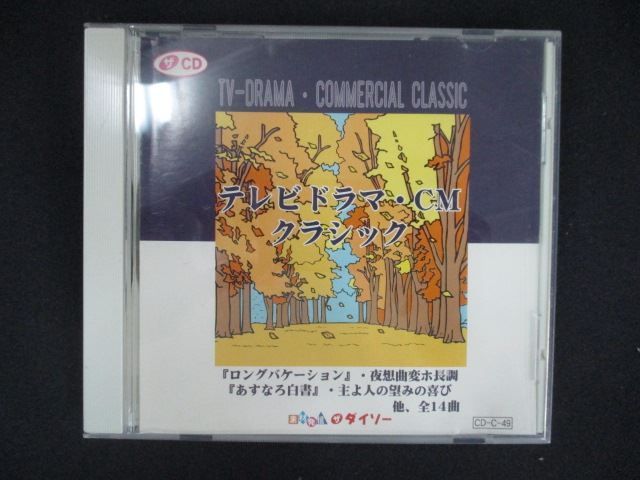 ザ CD
TV-DRAMA・COMMERCIAL CLASSIC
テレビドラマ・CM
クラシック
『ロングバケーション』・夜想曲変ホ長調
『あすなろ白書』・主よ人の望みの喜び
他、全14曲
ザ ダイソー
CD-C-49